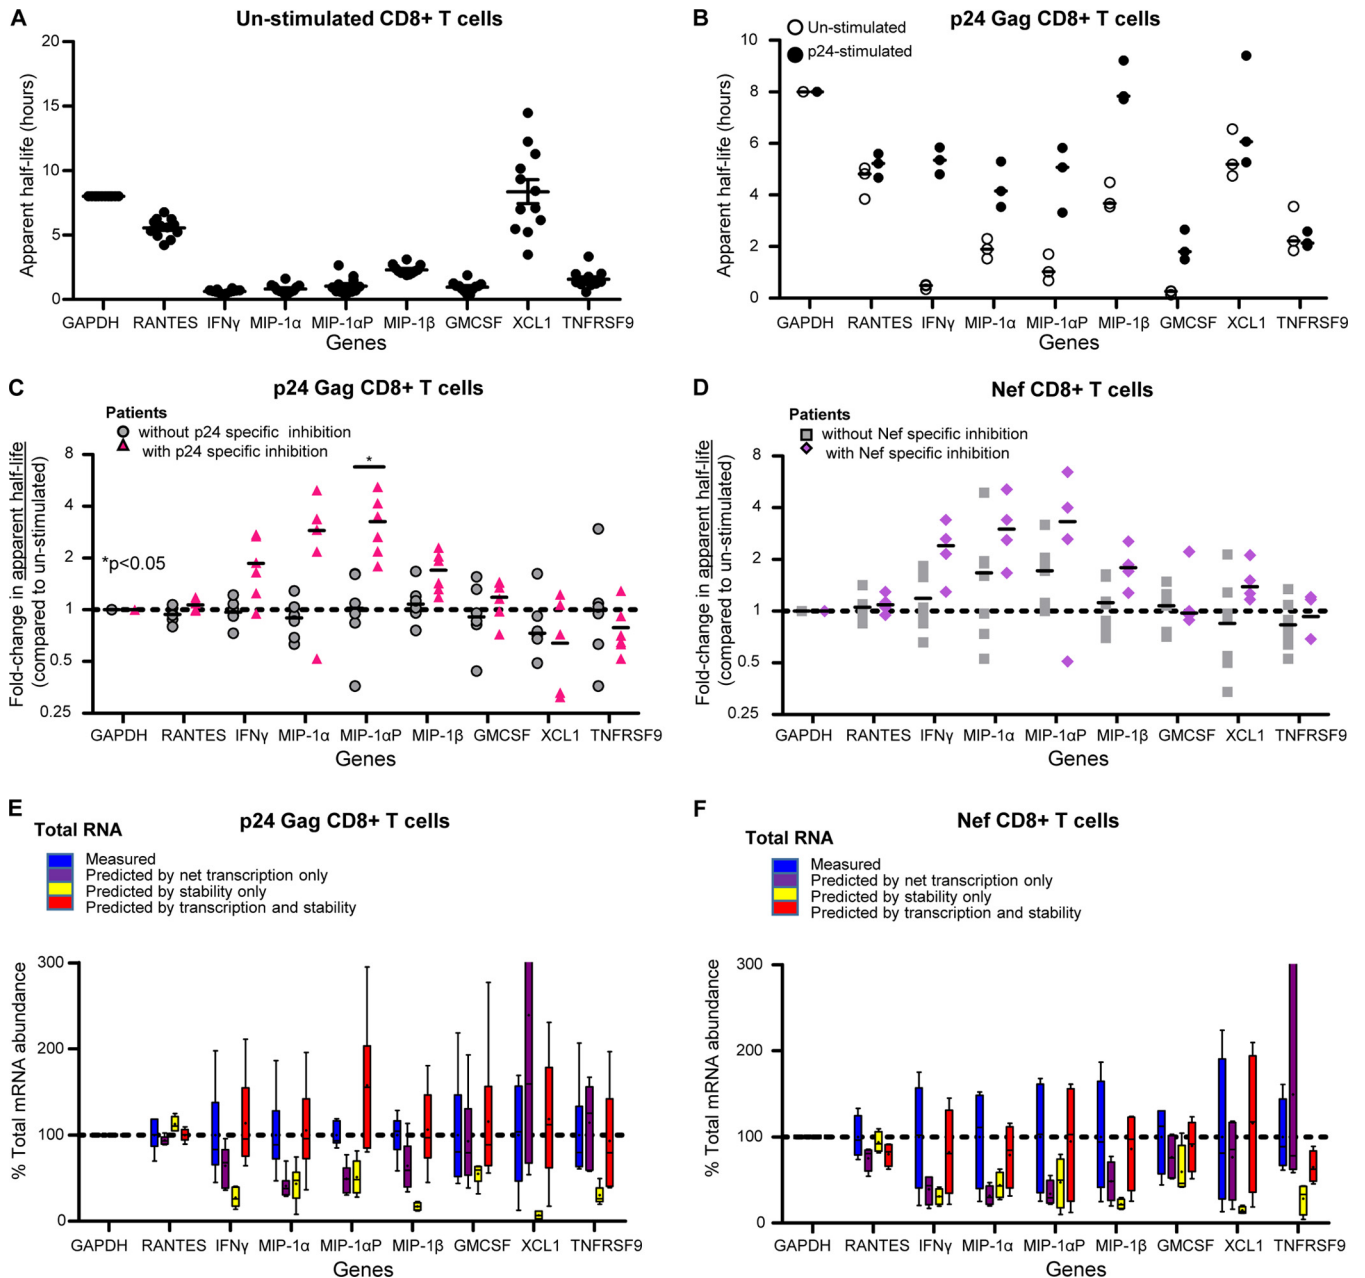 A
Un-stimulated CD8+ T cells
Apparent half-life (hours)
20
15
10
5
0
GAPDH RANTES IFNγ MIP-1α MIP-1αP MIP-1β GMCSF XCL1 TNFRSF9
Genes
B
p24 Gag CD8+ T cells
Un-stimulated
p24-stimulated
Apparent half-life (hours)
10
8
6
4
2
0
GAPDH RANTES IFNγ MIP-1α MIP-1αP MIP-1β GMCSF XCL1 TNFRSF9
Genes
C
p24 Gag CD8+ T cells
Patients
without p24 specific inhibition
with p24 specific inhibition
Fold-change in apparent half-life
(compared to un-stimulated)
8
4
2
1
0.5
0.25
*
*p<0.05
GAPDH RANTES IFNγ MIP-1α MIP-1αP MIP-1β GMCSF XCL1 TNFRSF9
Genes
D
Nef CD8+ T cells
Patients
without Nef specific inhibition
with Nef specific inhibition
Fold-change in apparent half-life
(compared to un-stimulated)
8
4
2
1
0.5
0.25
GAPDH RANTES IFNγ MIP-1α MIP-1αP MIP-1β GMCSF XCL1 TNFRSF9
Genes
E
p24 Gag CD8+ T cells
Total RNA
Measured
Predicted by net transcription only
Predicted by stability only
Predicted by transcription and stability
% Total mRNA abundance
300
200
100
0
GAPDH RANTES IFNγ MIP-1α MIP-1αP MIP-1β GMCSF XCL1 TNFRSF9
Genes
F
Nef CD8+ T cells
Total RNA
Measured
Predicted by net transcription only
Predicted by stability only
Predicted by transcription and stability
% Total mRNA abundance
300
200
100
0
GAPDH RANTES IFNγ MIP-1α MIP-1αP MIP-1β GMCSF XCL1 TNFRSF9
Genes